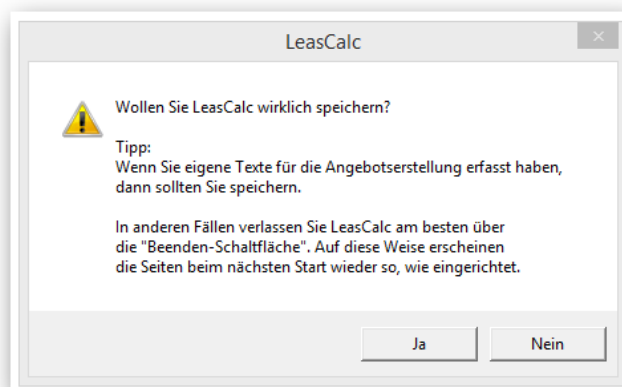 LeasCalc
Wollen Sie LeasCalc wirklich speichern?
Tipp:
Wenn Sie eigene Texte für die Angebotserstellung erfasst haben,
dann sollten Sie speichern.
In anderen Fällen verlassen Sie LeasCalc am besten über
die "Beenden-Schaltfläche". Auf diese Weise erscheinen
die Seiten beim nächsten Start wieder so, wie eingerichtet.
Ja
Nein